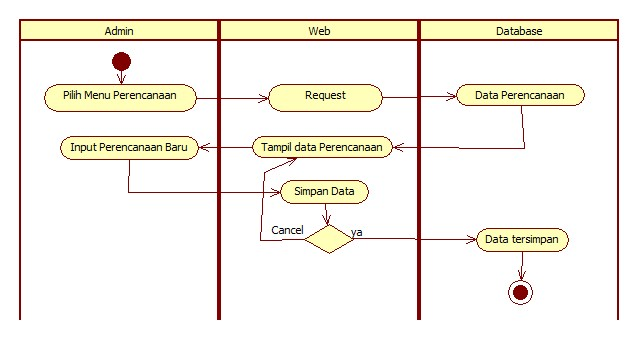 Admin
Web
Database
Pilih Menu Perencanaan
Request
Data Perencanaan
Input Perencanaan Baru
Tampil data Perencanaan
Simpan Data
Cancel
ya
Data tersimpan